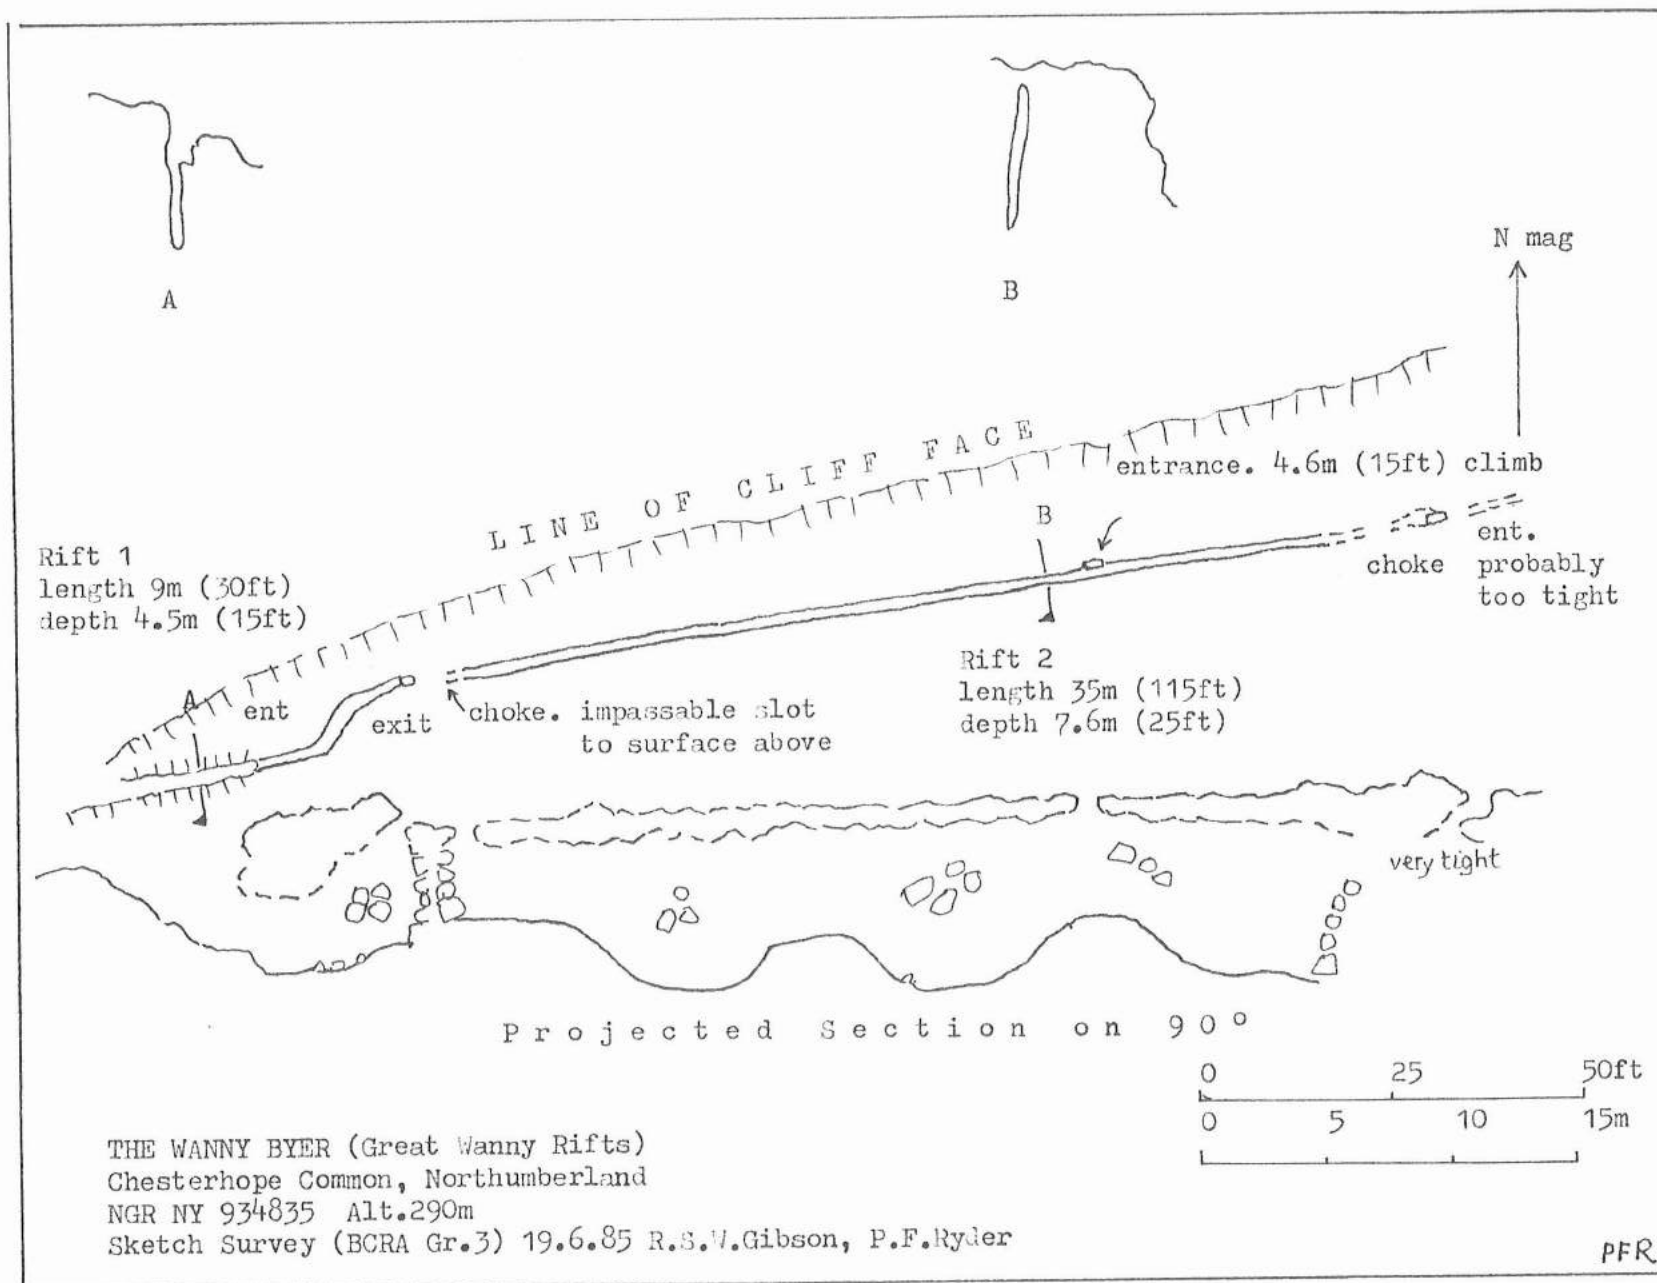 A
B
N mag
LINE OF CLIFF FACE
entrance. 4.6m (15ft) climb
B
Rift 1
length 9m (30ft)
depth 4.5m (15ft)
ent.
probably
too tight
choke
A
ent
exit
choke. impassable slot
to surface above
Rift 2
length 35m (115ft)
depth 7.6m (25ft)
very tight
Projected Section on 90°
0 25 50ft
0 5 10 15m
THE WANNY BYER (Great Wanny Rifts)
Chesterhope Common, Northumberland
NGR NY 934835 Alt.290m
Sketch Survey (BCRA Gr.3) 19.6.85 R.S.W.Gibson, P.F.Ryder
PFR